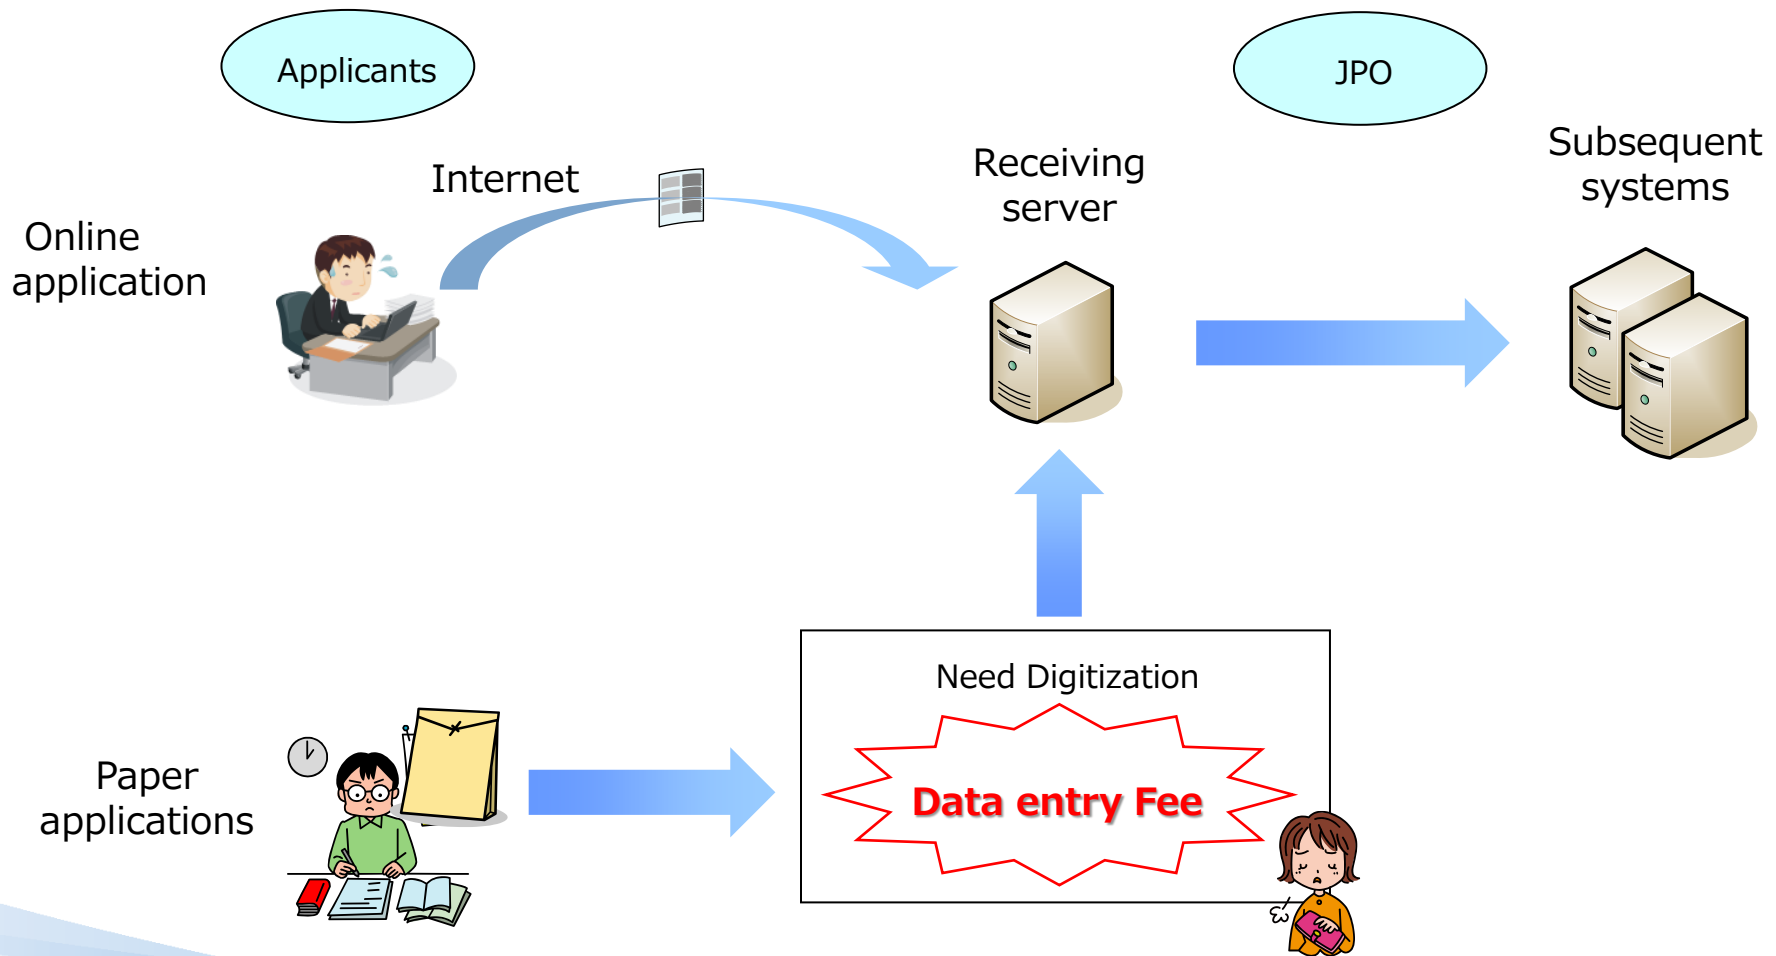 Applicants
JPO
Internet
Receiving
server
Subsequent
systems
Online
application
Need Digitization
Data entry Fee
Paper
applications